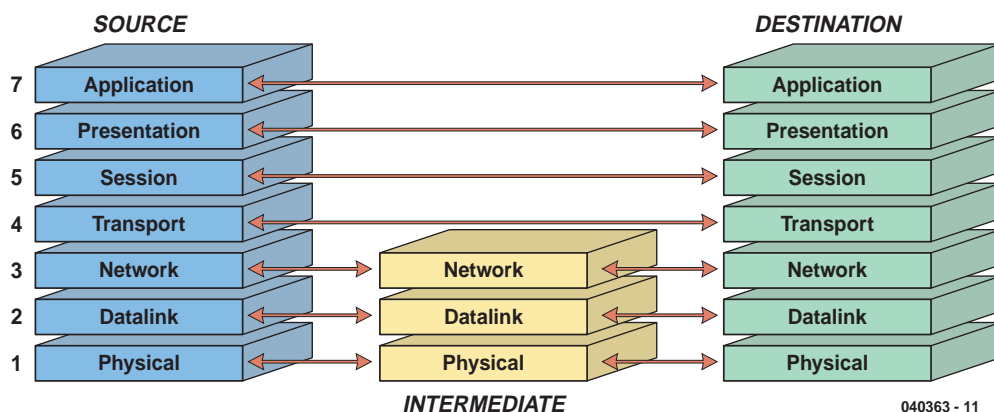 SOURCE DESTINATION
7 Application Application
6 Presentation Presentation
5 Session Session
4 Transport Transport
3 Network Network Network
2 Datalink Datalink Datalink
1 Physical Physical Physical
INTERMEDIATE
040363 - 11